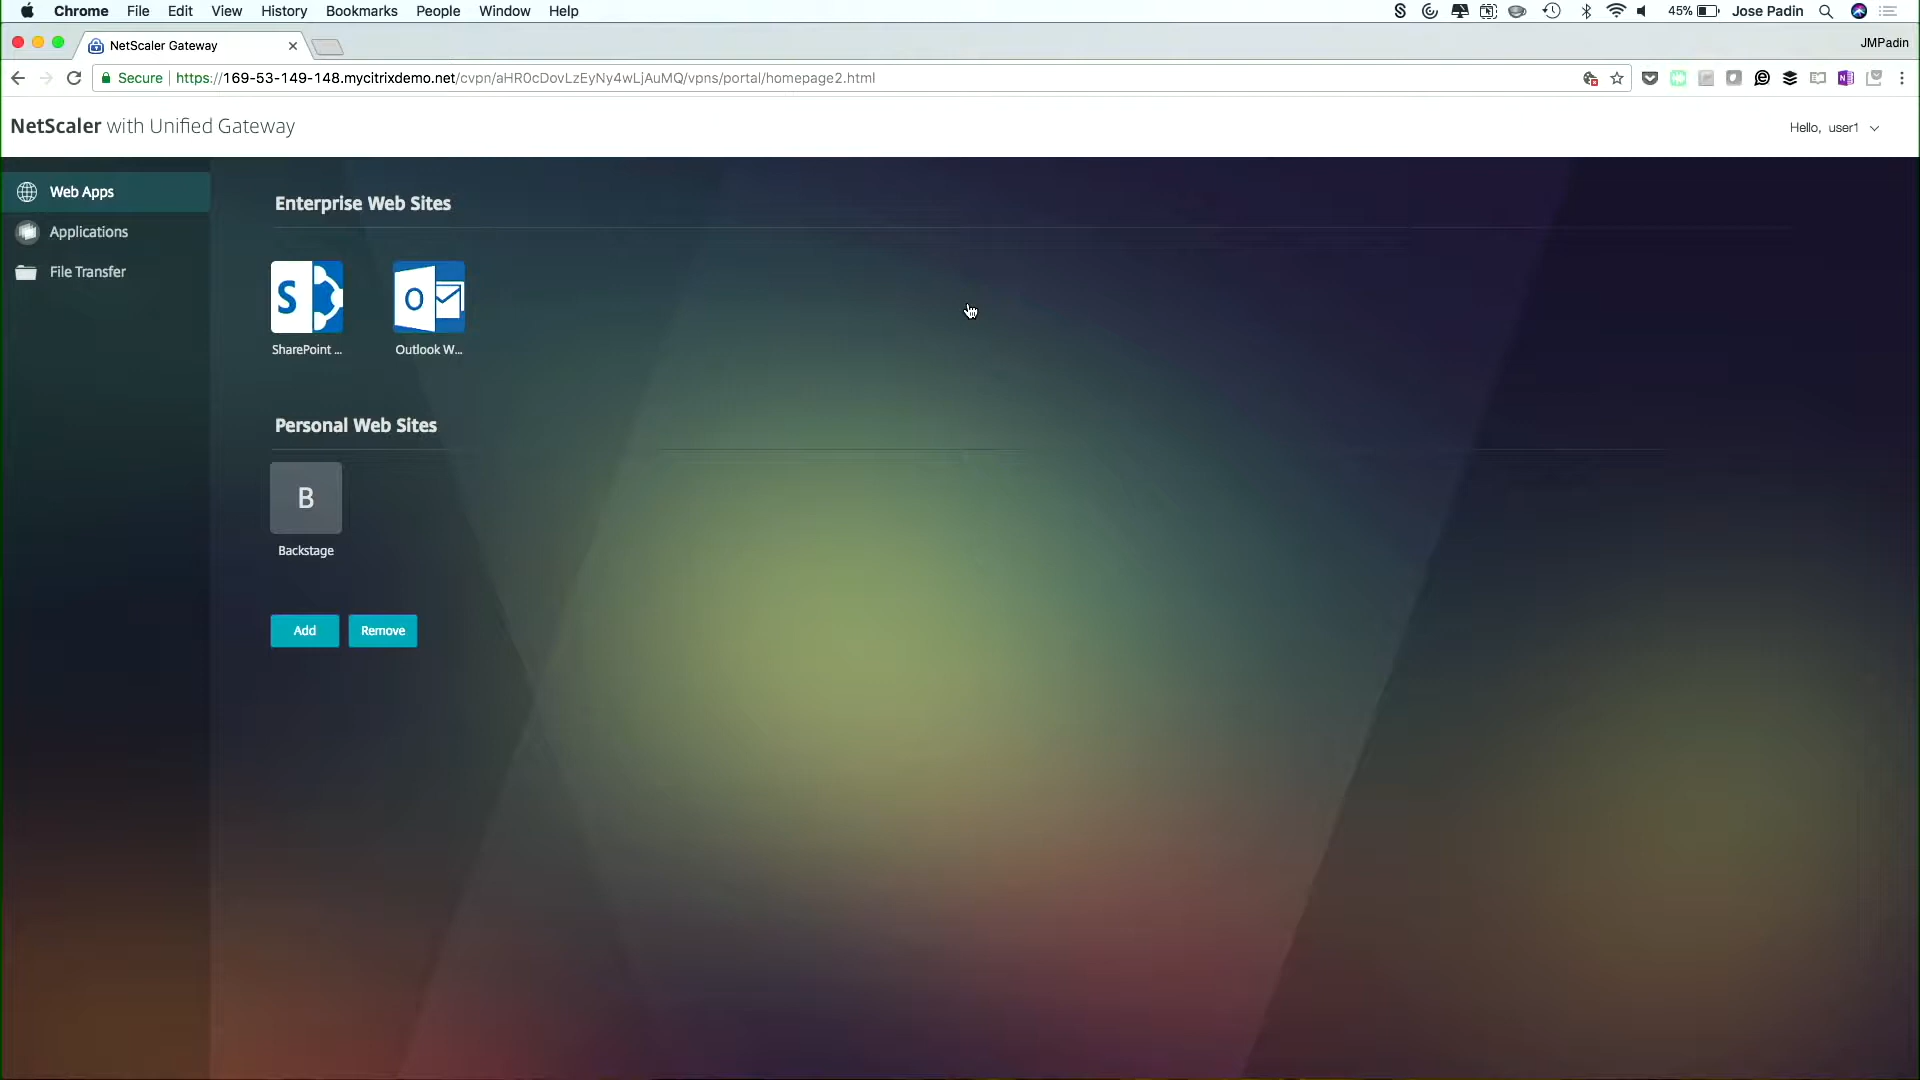 Chrome File Edit View History Bookmarks People Window Help 45% Jose Padin
NetScaler Gateway JMPadin
Secure https://169-53-149-148.mycitrixdemo.net/cvpn/aHR0cDovLzEyNy4wLjAuMQ/vpns/portal/homepage2.html
NetScaler with Unified Gateway Hello, user1
Web Apps
Applications
File Transfer
Enterprise Web Sites
S O
SharePoint ... Outlook W...
Personal Web Sites
B
Backstage
Add Remove